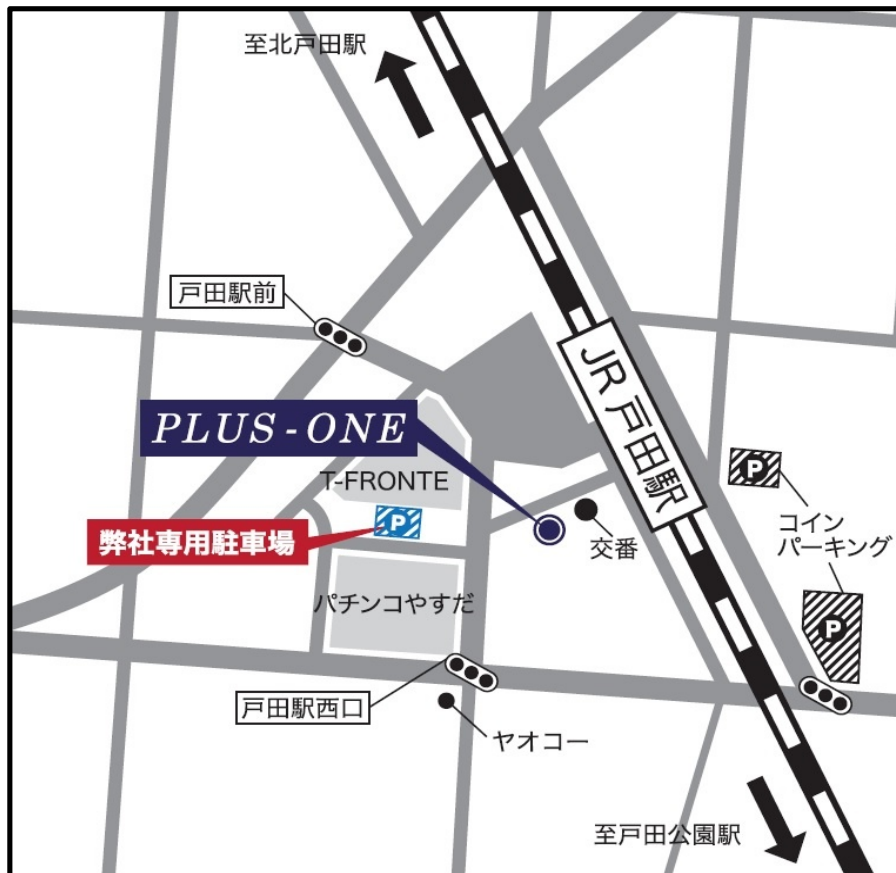 至北戸田駅
戸田駅前
JR 戸田駅
PLUS-ONE
T-FRONTE
P
弊社専用駐車場
P
交番
コイン
パーキング
パチンコやすだ
P
戸田駅西口
ヤオコー
至戸田公園駅